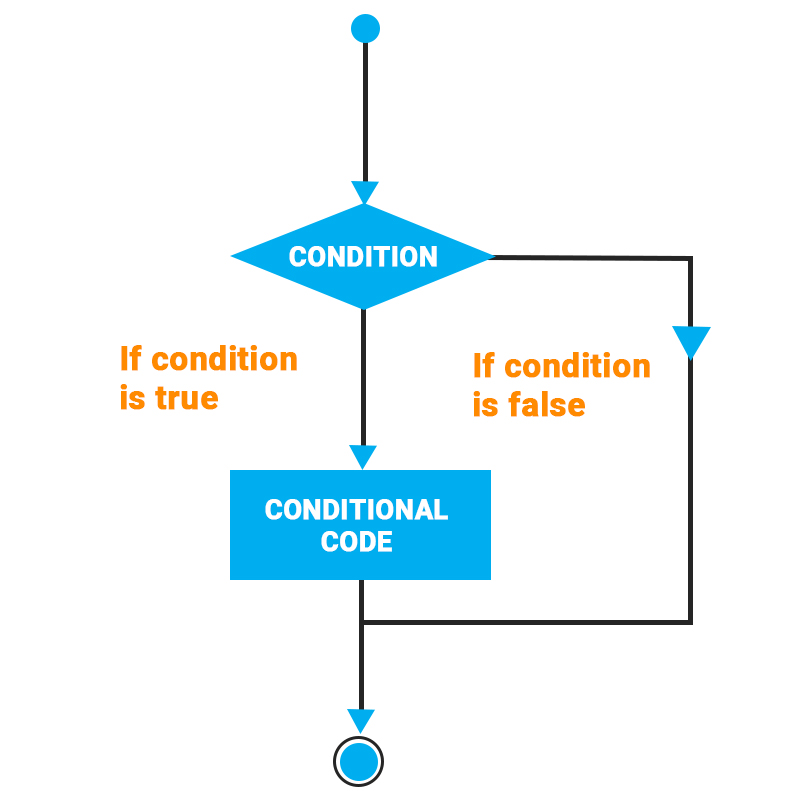 CONDITION
If condition
is true
If condition
is false
CONDITIONAL
CODE